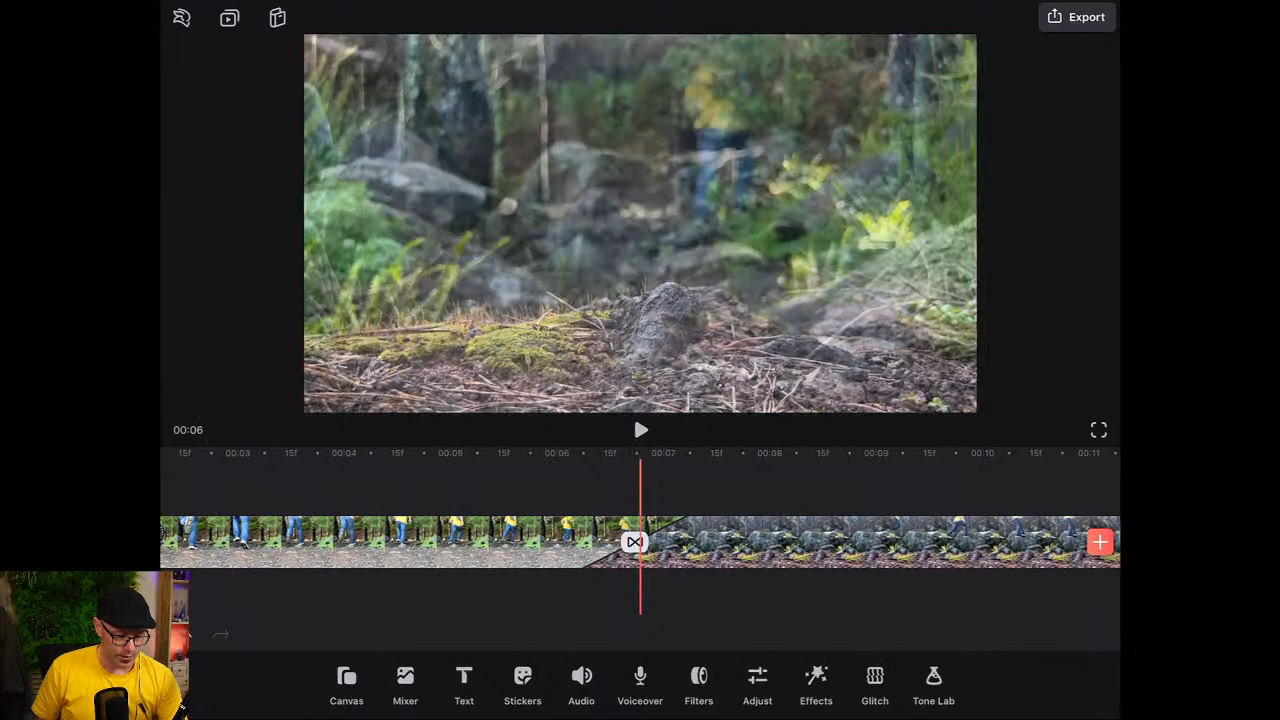 Export
00:06
15f 00:03 15f 00:04 15f 00:05 15f 00:06 15f 00:07 15f 00:08 15f 00:09 15f 00:10 15f 00:11
Canvas Mixer Text Stickers Audio Voiceover Filters Adjust Effects Glitch Tone Lab